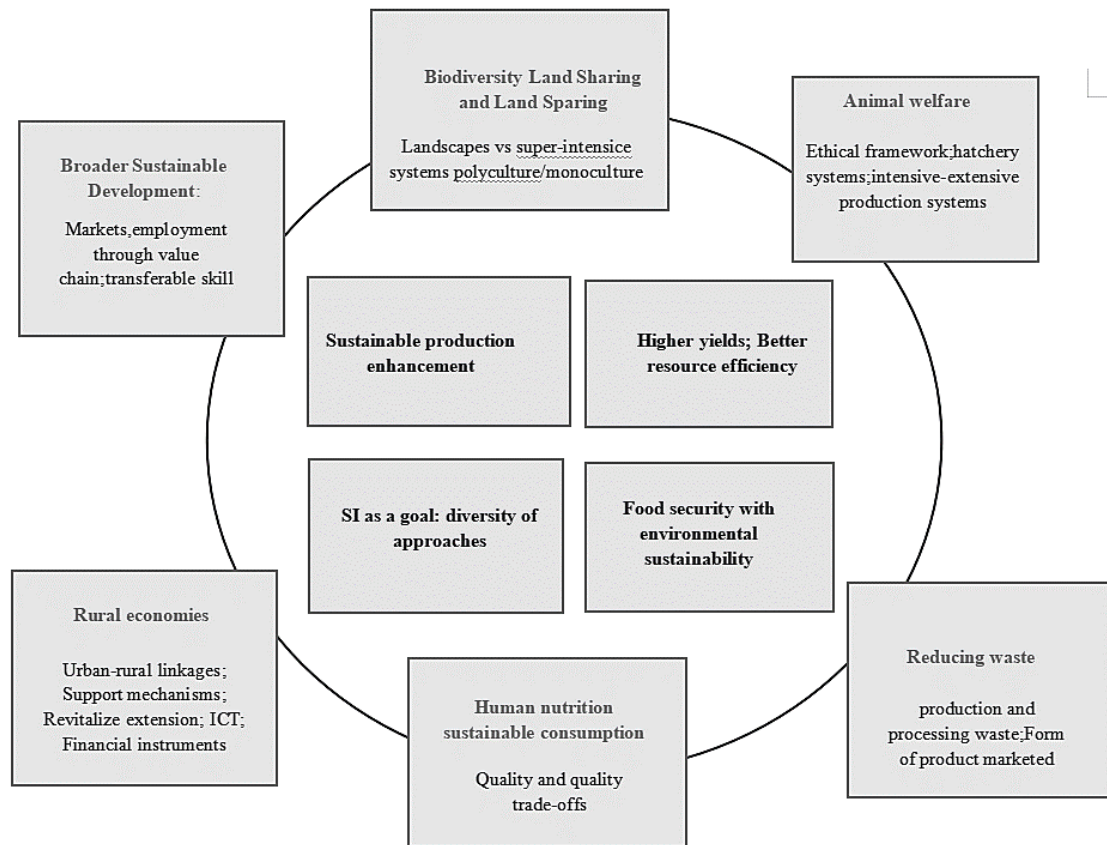 Biodiversity Land Sharing
and Land Sparing
Landscapes vs super-intensice
systems polyculture/monoculture
Animal welfare
Ethical framework;hatchery
systems;intensive-extensive
production systems
Broader Sustainable
Development:
Markets,employment
through value
chain;transferable skill
Sustainable production
enhancement
Higher yields; Better
resource efficiency
SI as a goal: diversity of
approaches
Food security with
environmental
sustainability
Rural economies
Urban-rural linkages;
Support mechanisms;
Revitalize extension; ICT;
Financial instruments
Human nutrition
sustainable consumption
Quality and quality
trade-offs
Reducing waste
production and
processing waste;Form
of product marketed